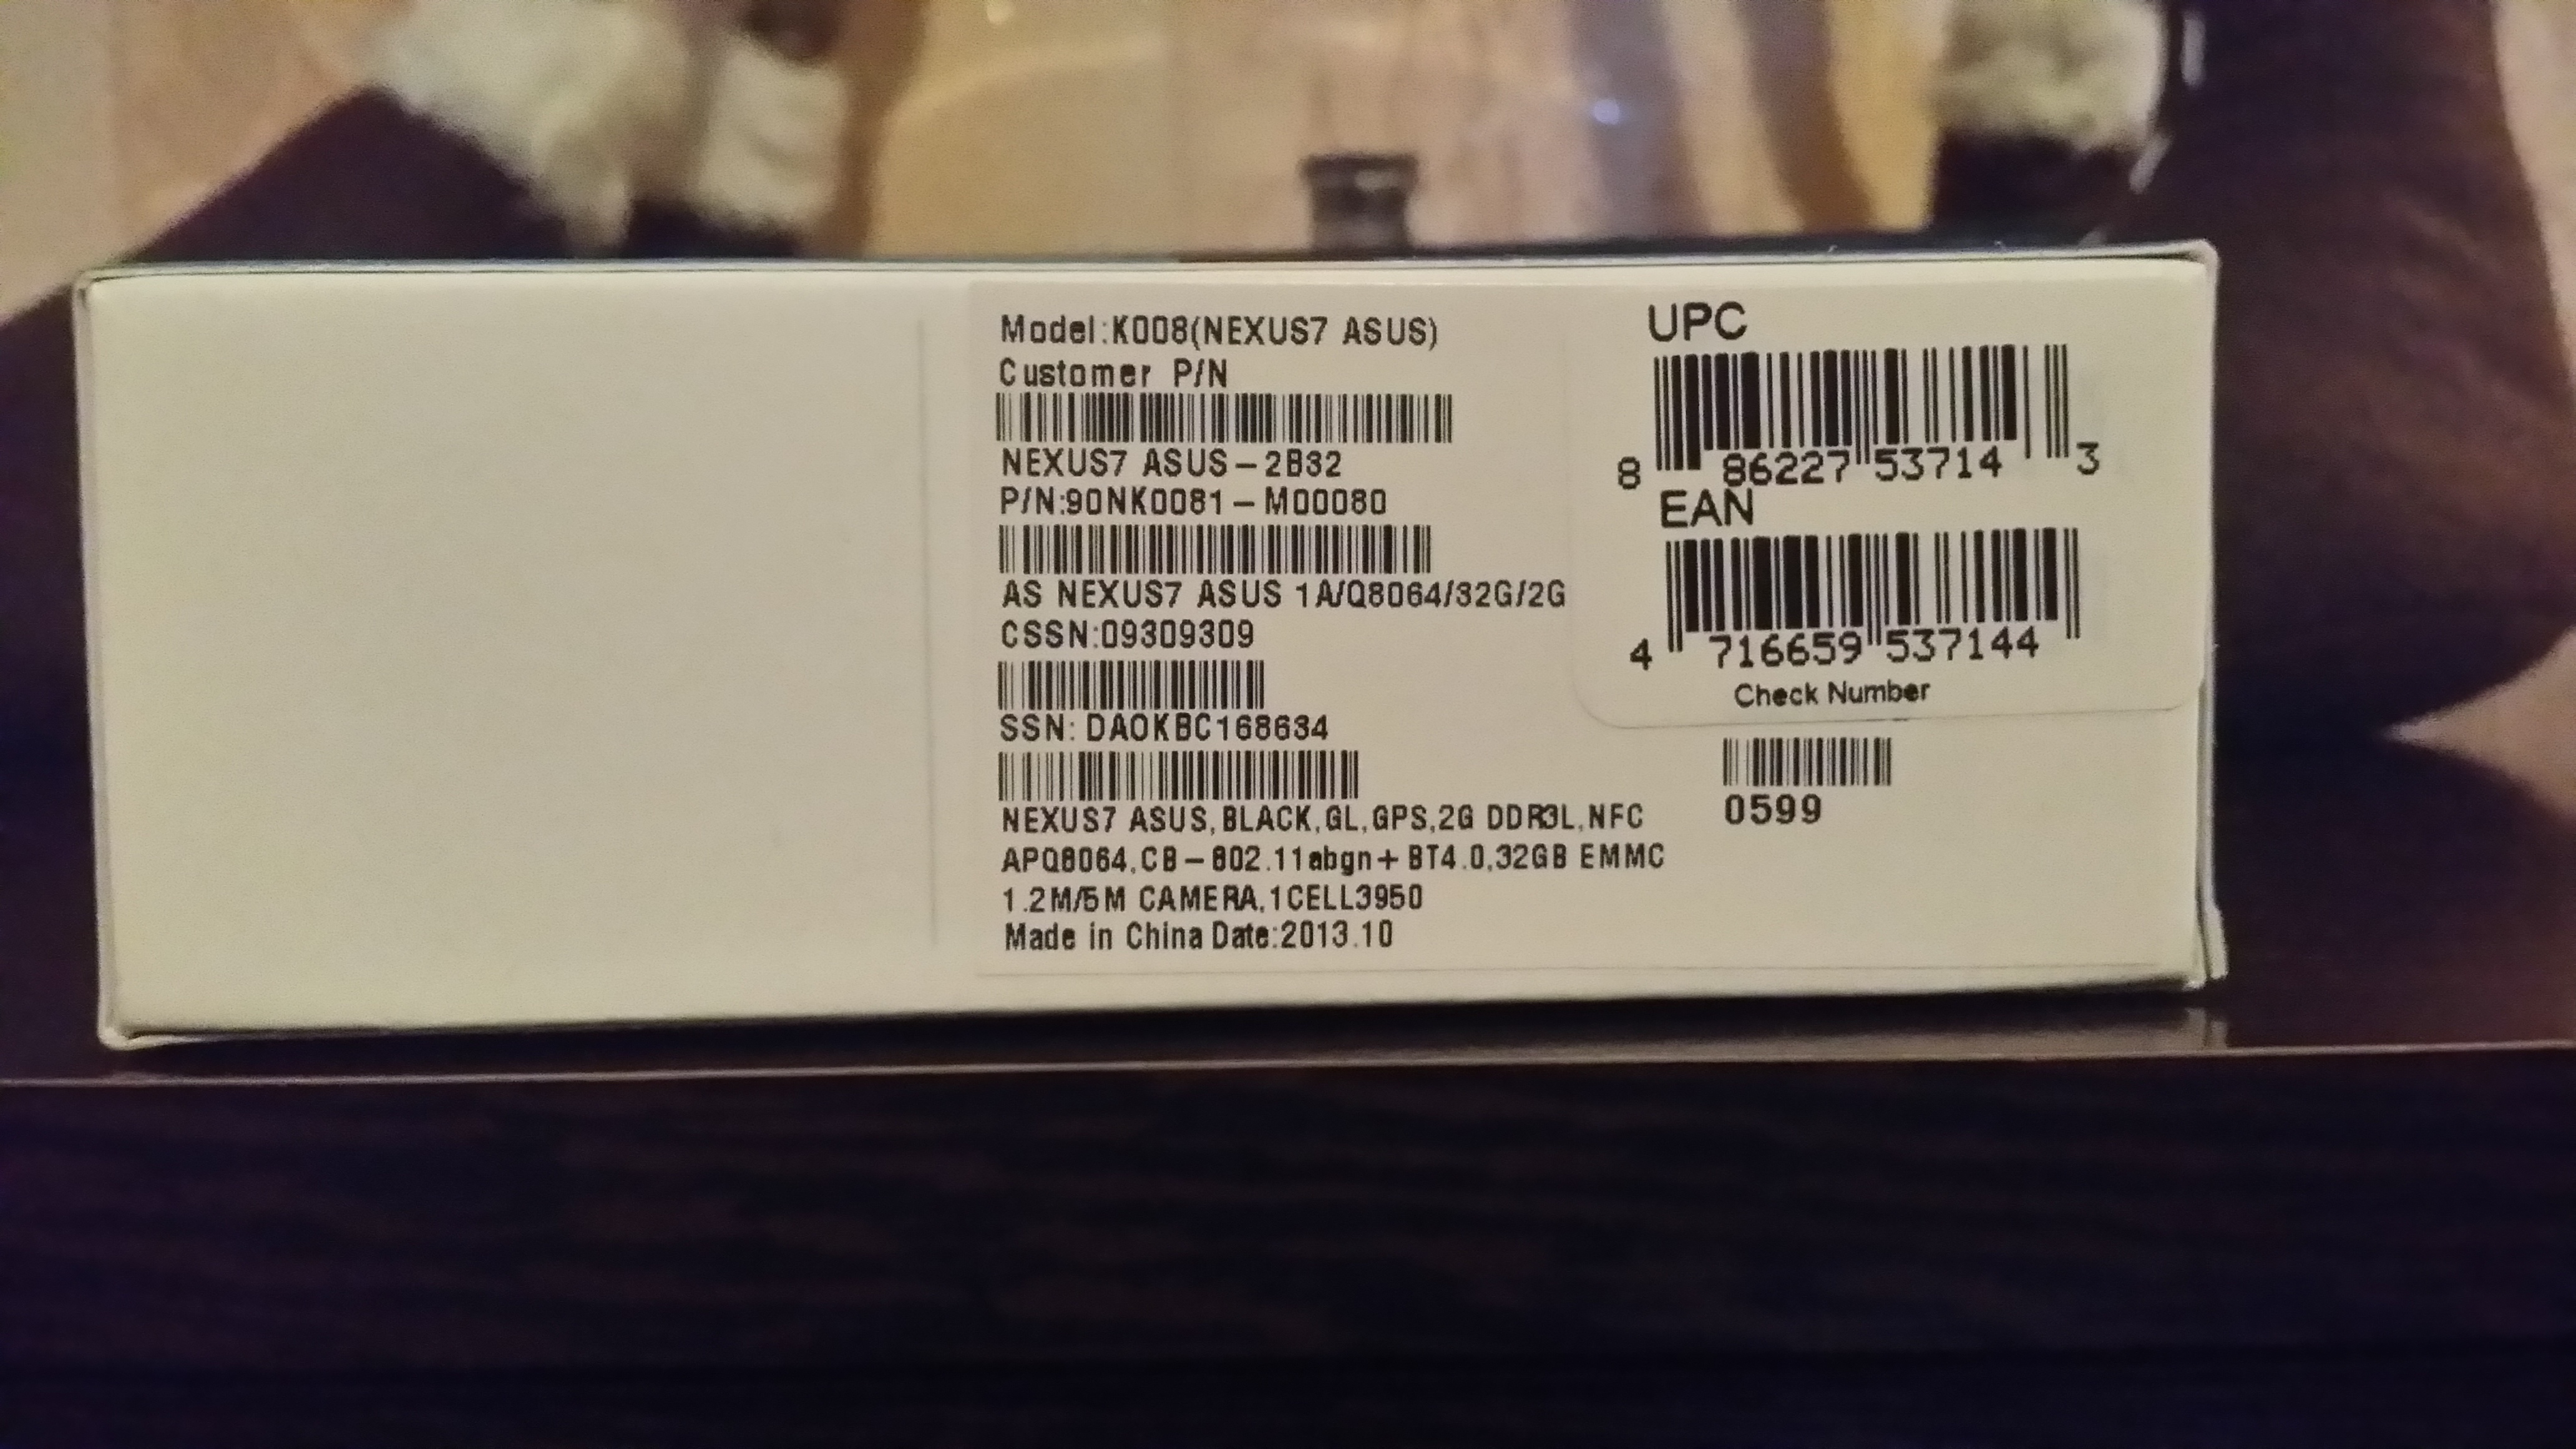 Model:K008(NEXUS7 ASUS)
Customer P/N
NEXUS7 ASUS-2B32
P/N:90NK0081-M00080
AS NEXUS7 ASUS 1A/Q8064/32G/2G
CSSN:09309309
SSN: DAOKBC168634
NEXUS7 ASUS,BLACK,GL,GPS,2G DDR3L,NFC
APQ8064,CB-802.11abgn+BT4.0,32GB EMMC
1.2M/5M CAMERA,1CELL3950
Made in China Date:2013.10
UPC
8 86227 53714 3
EAN
4 716659 537144
Check Number
0599